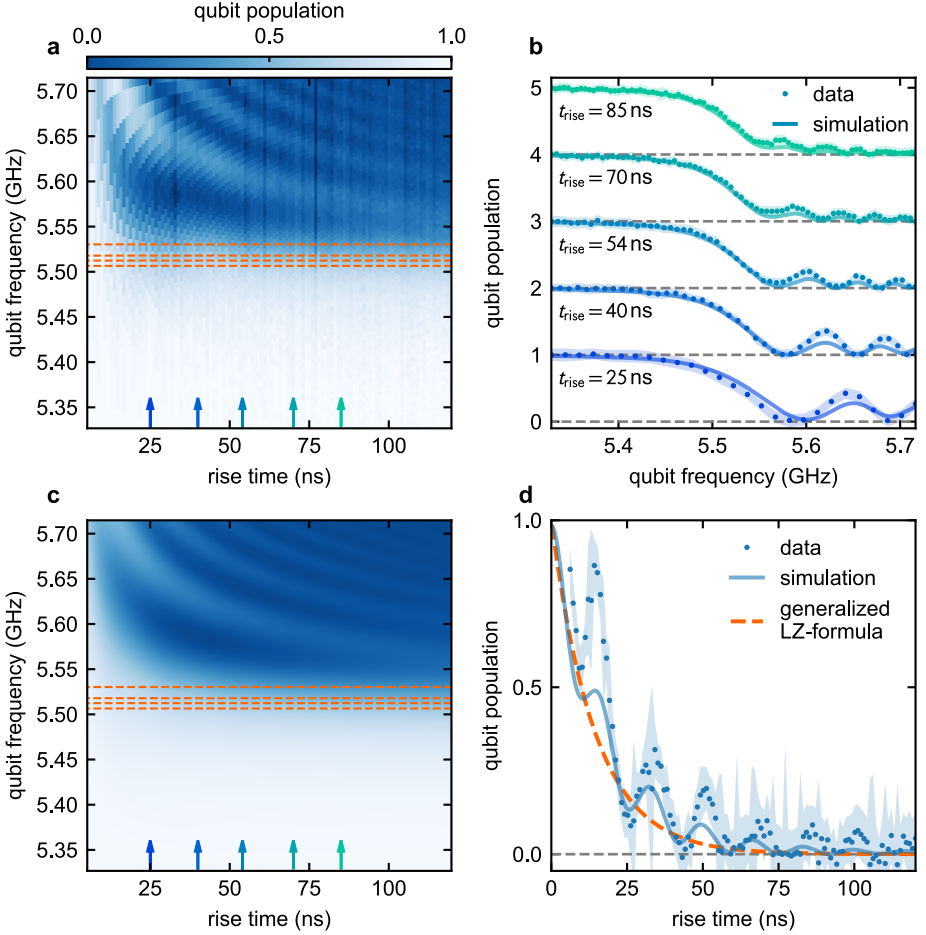 qubit population
0.0 0.5 1.0
a
5.70
5.65
5.60
5.55
5.50
5.45
5.40
5.33
qubit frequency (GHz)
25 50 75 100
rise time (ns)
b
5
4
3
2
1
0
qubit population
data
simulation
t_rise = 85 ns
t_rise = 70 ns
t_rise = 54 ns
t_rise = 40 ns
t_rise = 25 ns
5.4 5.5 5.6 5.7
qubit frequency (GHz)
c
5.70
5.65
5.60
5.55
5.50
5.45
5.40
5.33
qubit frequency (GHz)
25 50 75 100
rise time (ns)
d
1.0
0.5
0.0
qubit population
data
simulation
generalized
LZ-formula
0 25 50 75 100
rise time (ns)